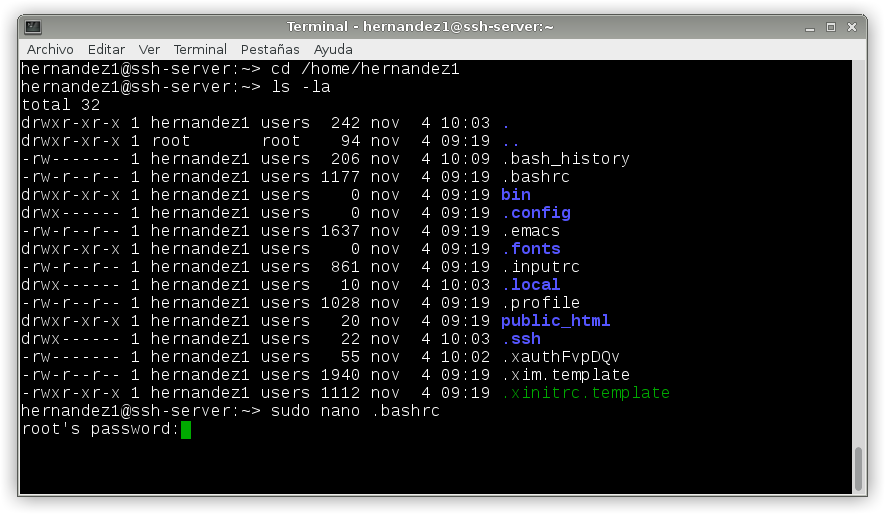 Terminal - hernandez1@ssh-server:~
Archivo Editar Ver Terminal Pestañas Ayuda
hernandez1@ssh-server:~> cd /home/hernandez1
hernandez1@ssh-server:~> ls -la
total 32
drwxr-xr-x 1 hernandez1 users  242 nov  4 10:03 .
drwxr-xr-x 1 root       root    94 nov  4 09:19 ..
-rw------- 1 hernandez1 users  206 nov  4 10:09 .bash_history
-rw-r--r-- 1 hernandez1 users 1177 nov  4 09:19 .bashrc
drwxr-xr-x 1 hernandez1 users    0 nov  4 09:19 bin
drwx------ 1 hernandez1 users    0 nov  4 09:19 .config
-rw-r--r-- 1 hernandez1 users 1637 nov  4 09:19 .emacs
drwxr-xr-x 1 hernandez1 users    0 nov  4 09:19 .fonts
-rw-r--r-- 1 hernandez1 users  861 nov  4 09:19 .inputrc
drwx------ 1 hernandez1 users   10 nov  4 10:03 .local
-rw-r--r-- 1 hernandez1 users 1028 nov  4 09:19 .profile
drwxr-xr-x 1 hernandez1 users   20 nov  4 09:19 public_html
drwx------ 1 hernandez1 users   22 nov  4 10:03 .ssh
-rw------- 1 hernandez1 users   55 nov  4 10:02 .xauthFvpDQv
-rw-r--r-- 1 hernandez1 users 1940 nov  4 09:19 .xim.template
-rwxr-xr-x 1 hernandez1 users 1112 nov  4 09:19 .xinitrc.template
hernandez1@ssh-server:~> sudo nano .bashrc
root's password: